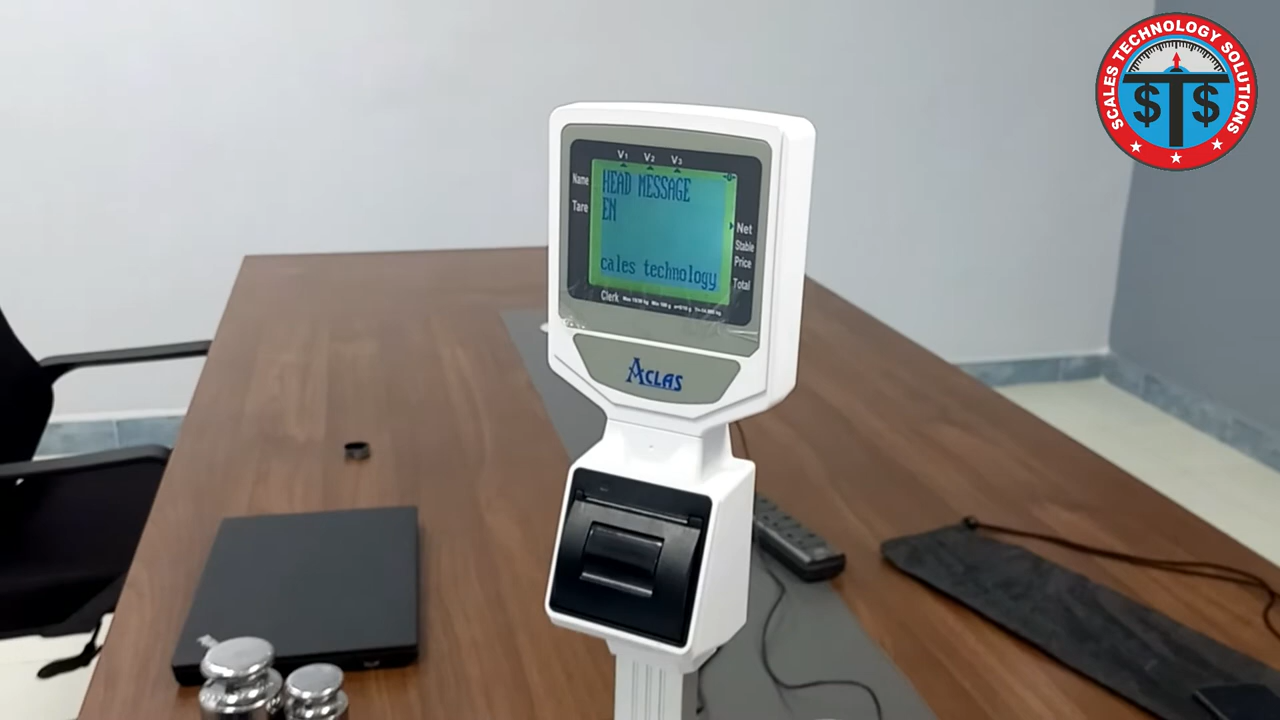 SCALES TECHNOLOGY SOLUTIONS
$ T $
V1 V2 V3
Name
HEAD MESSAGE
Tare
EN
Net
Stable
Price
cales technology
Total
Clerk
ACLAS